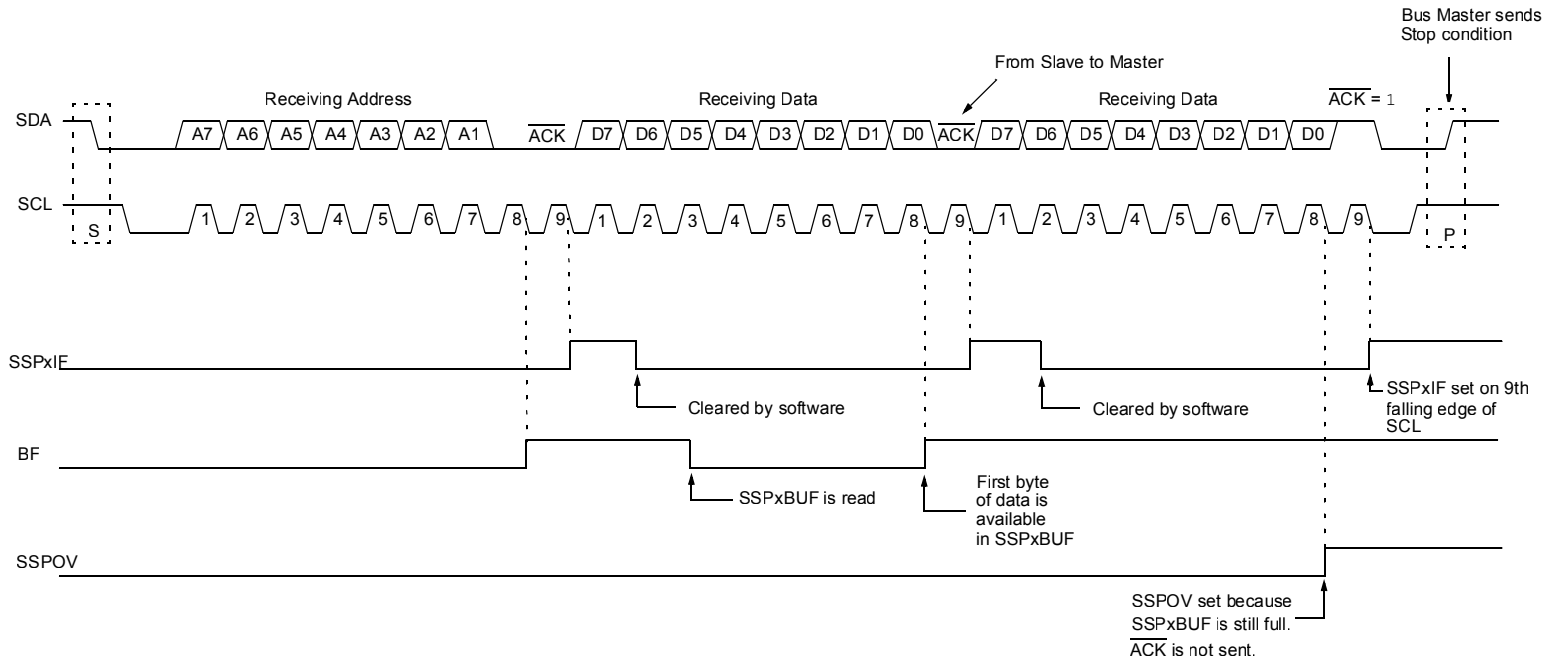 Bus Master sends
Stop condition
From Slave to Master
Receiving Address
Receiving Data
Receiving Data
ACK = 1
SDA
A7 A6 A5 A4 A3 A2 A1 ACK D7 D6 D5 D4 D3 D2 D1 D0 ACK D7 D6 D5 D4 D3 D2 D1 D0
SCL
S 1 2 3 4 5 6 7 8 9 1 2 3 4 5 6 7 8 9 1 2 3 4 5 6 7 8 9 P
SSPxIF
Cleared by software
Cleared by software
SSPxIF set on 9th
falling edge of
SCL
BF
SSPxBUF is read
First byte
of data is
available
in SSPxBUF
SSPOV
SSPOV set because
SSPxBUF is still full.
ACK is not sent.